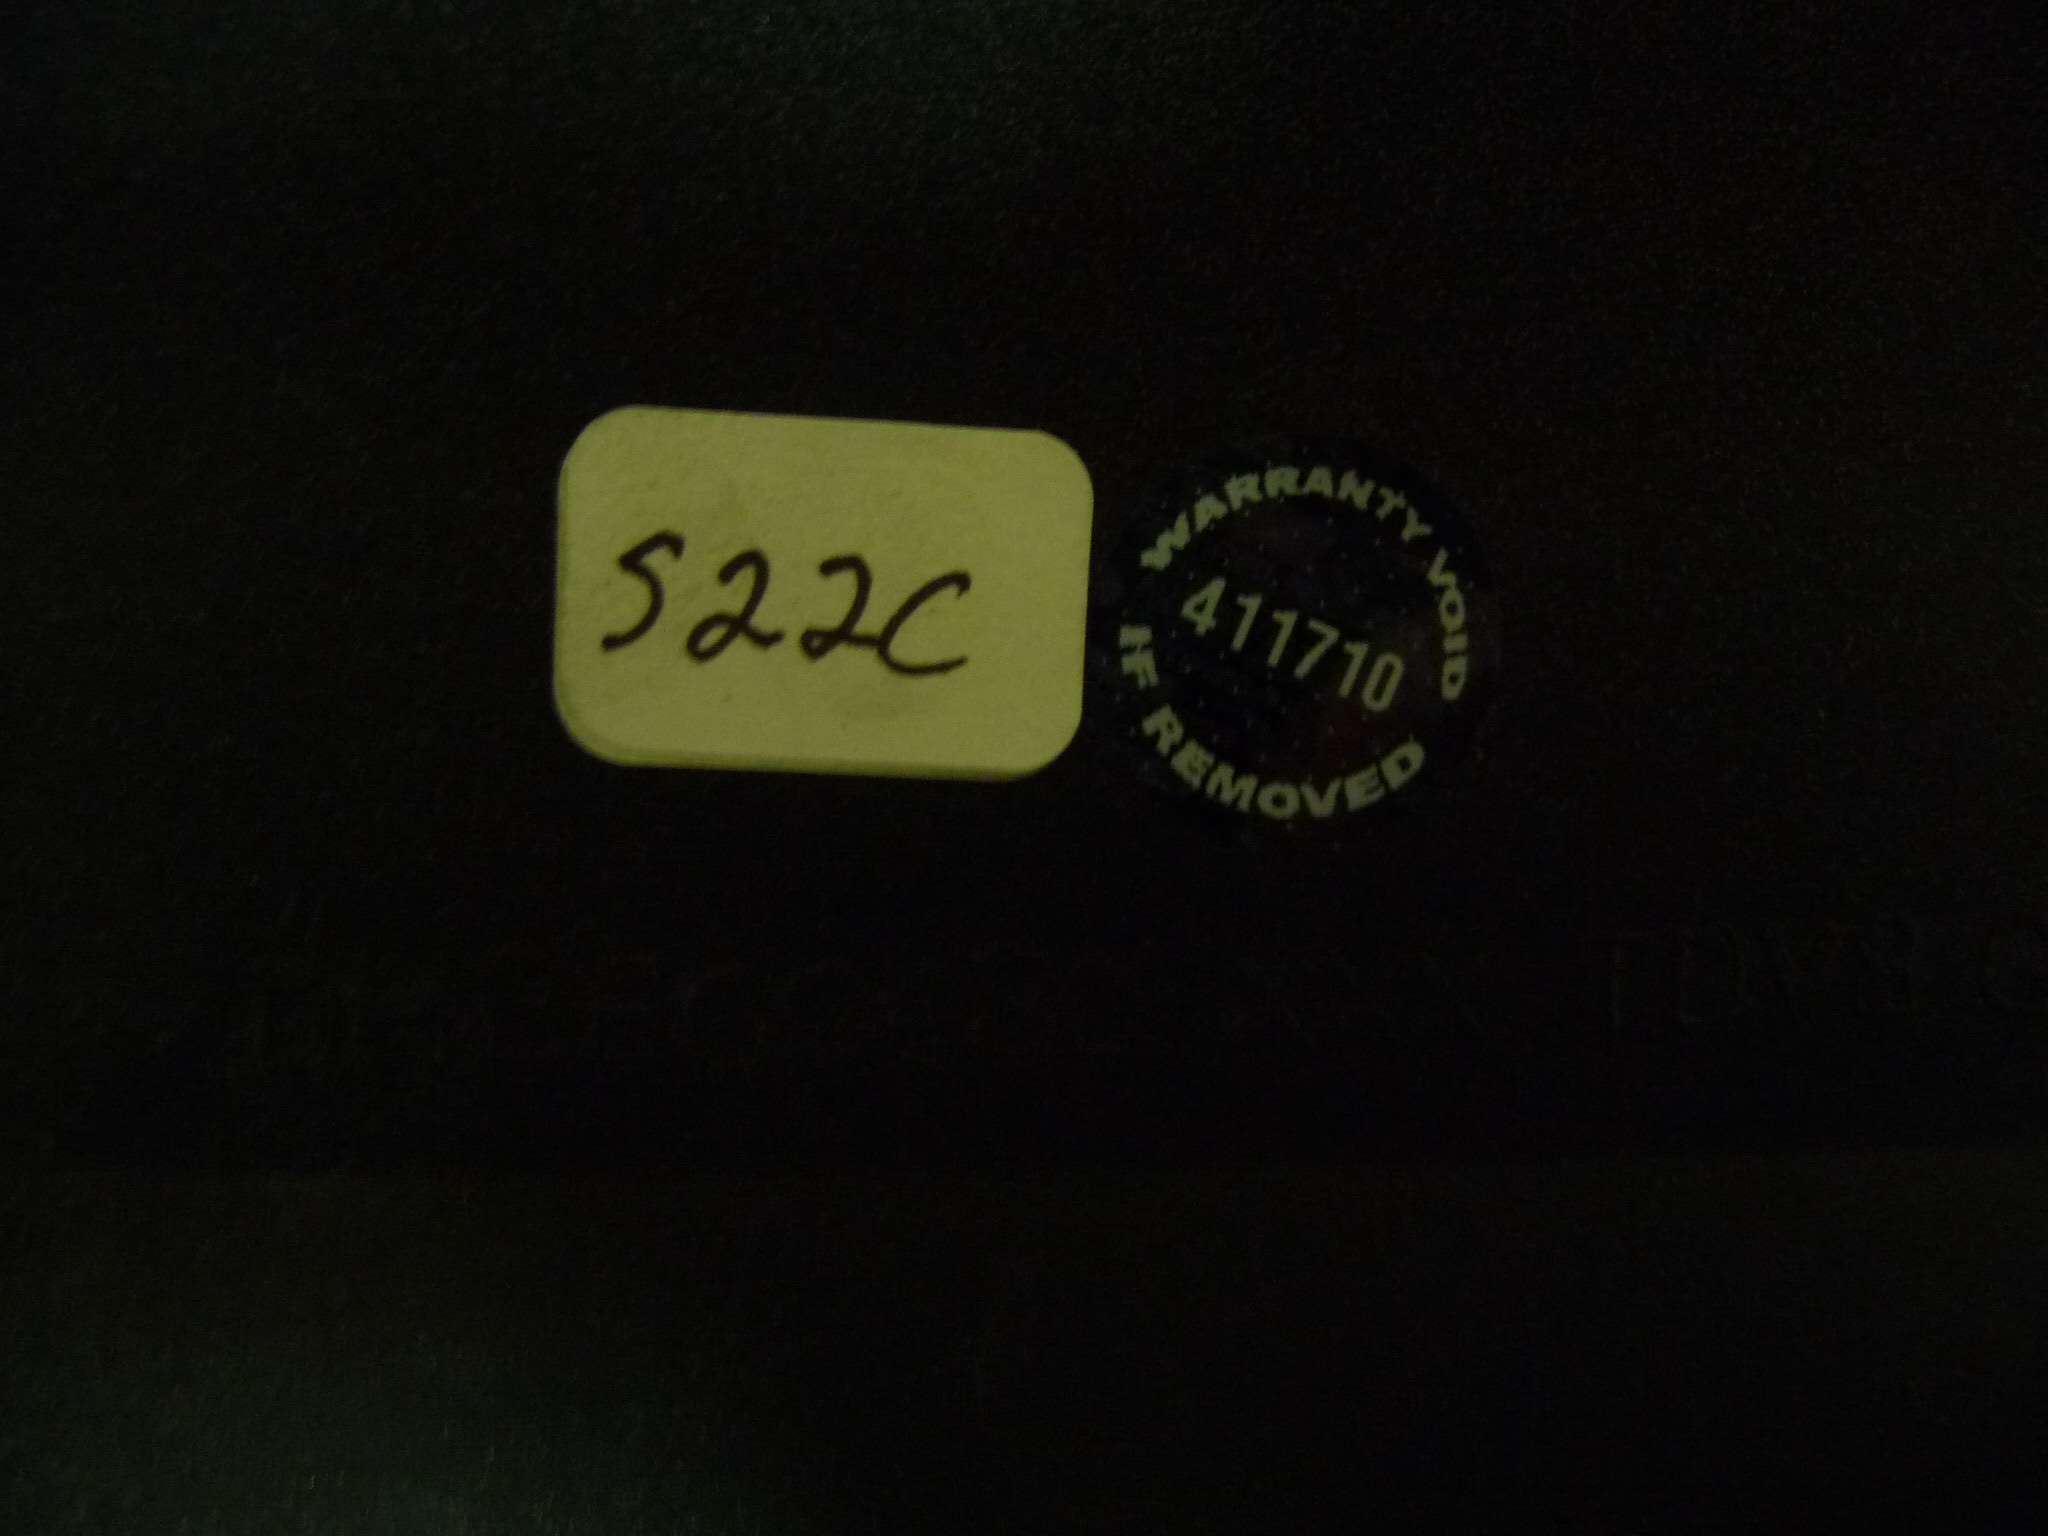 S22C
WARRANTY VOID
411710
IF REMOVED